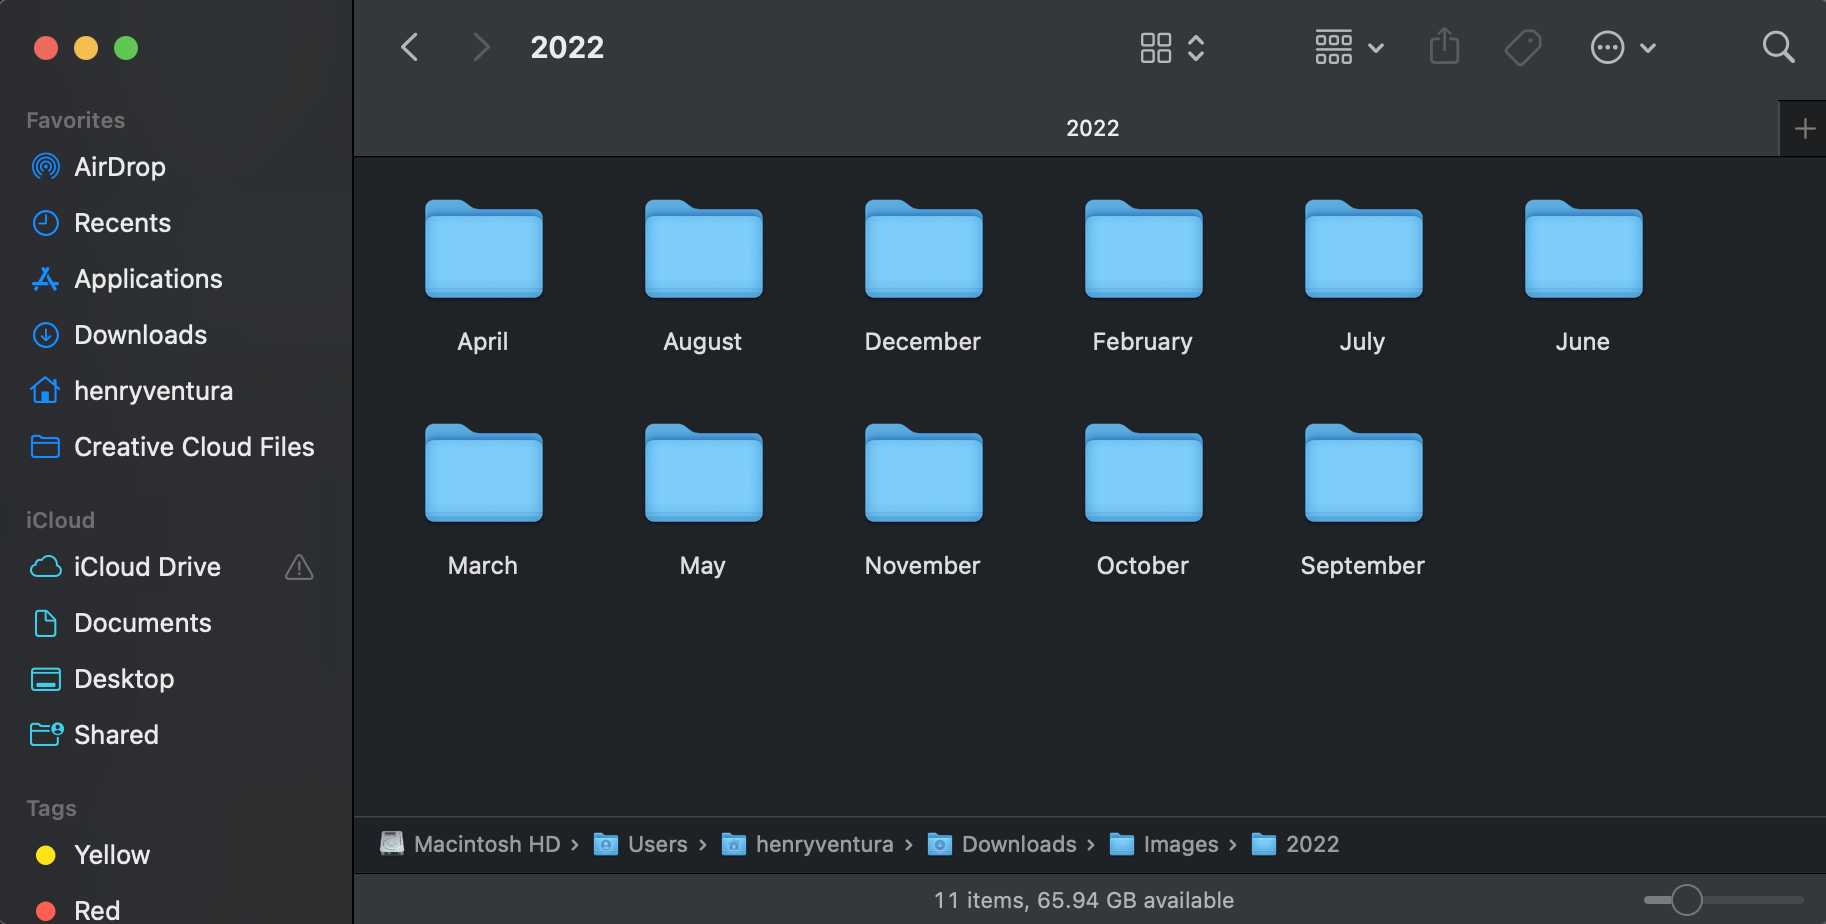 2022
2022
Favorites
AirDrop
Recents
Applications
Downloads
henryventura
Creative Cloud Files
iCloud
iCloud Drive
Documents
Desktop
Shared
Tags
Yellow
Red
April
August
December
February
July
June
March
May
November
October
September
Macintosh HD › Users › henryventura › Downloads › Images › 2022
11 items, 65.94 GB available